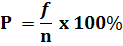 P = f/n x 100%